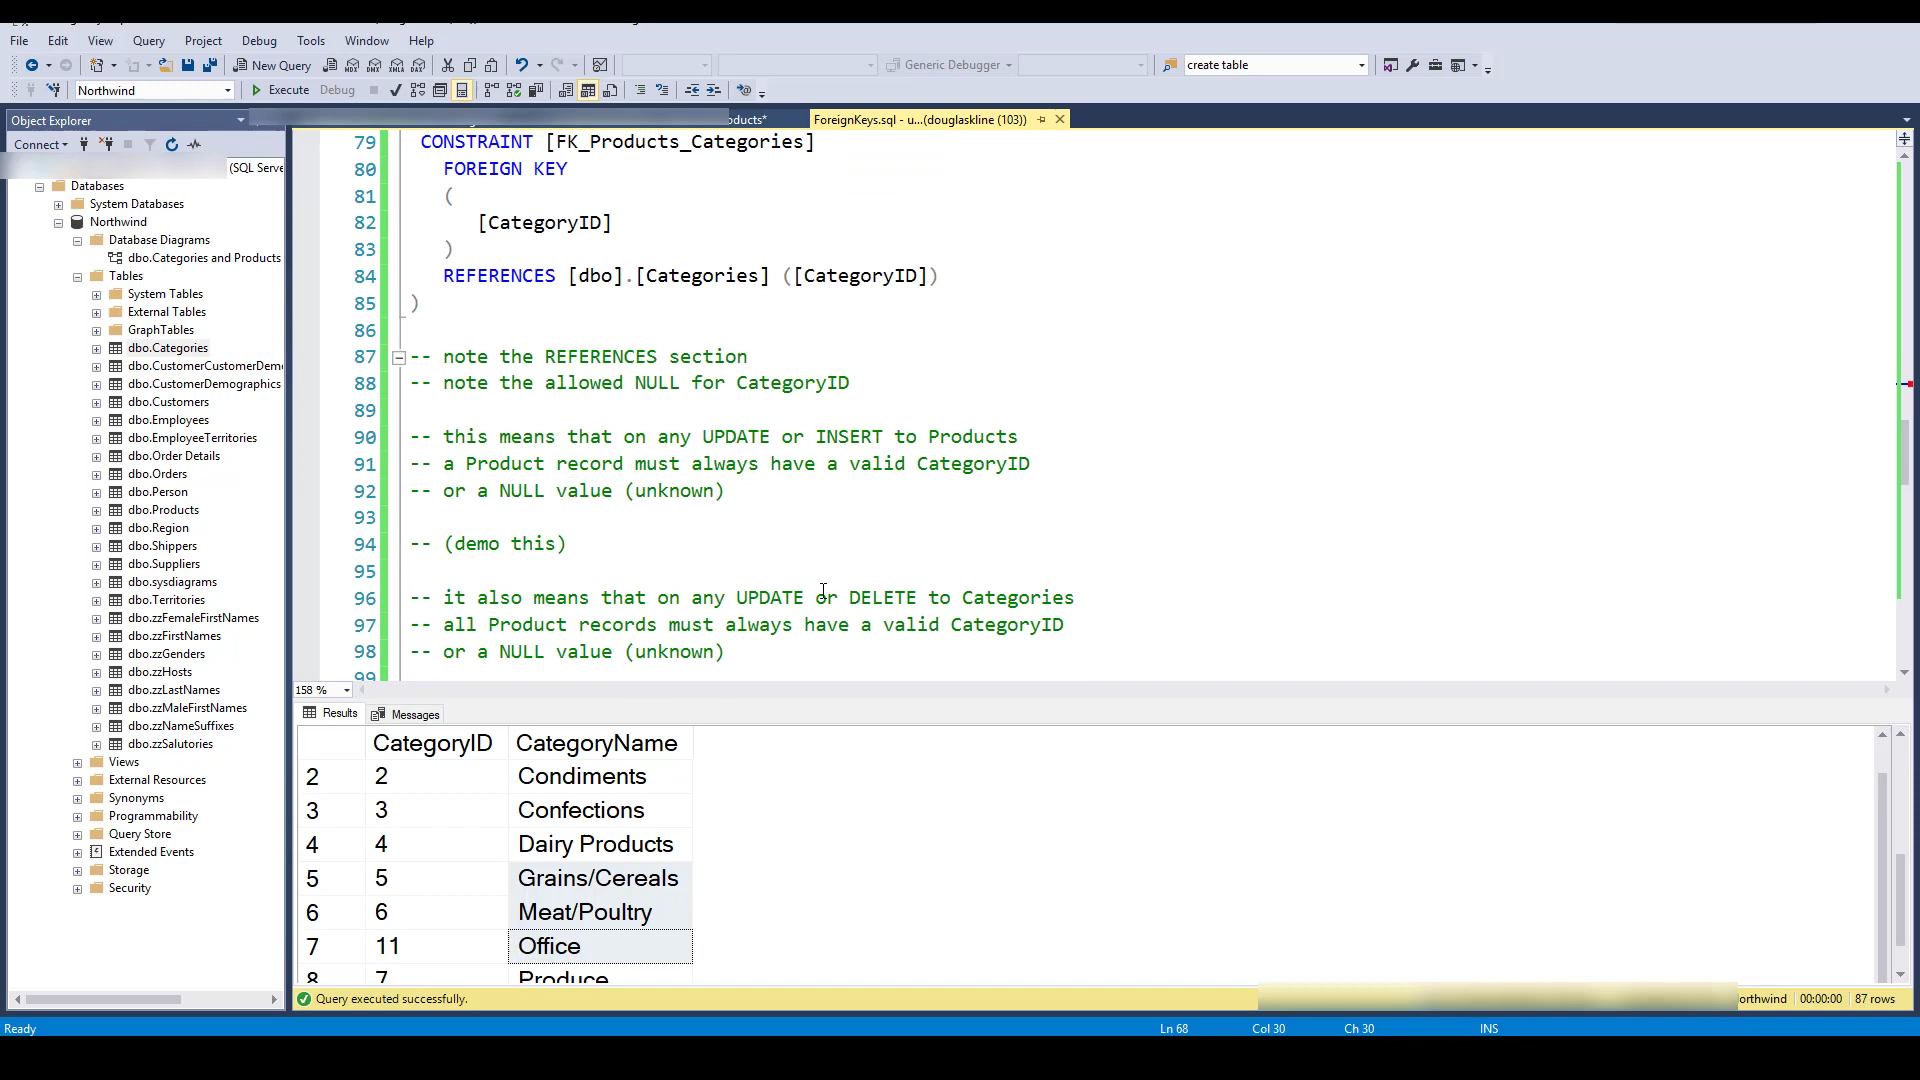 File Edit View Query Project Debug Tools Window Help
New Query
Generic Debugger
create table
Northwind
Execute Debug
Object Explorer
oducts*
ForeignKeys.sql - u...(douglaskline (103))
Connect
(SQL Serve
Databases
System Databases
Northwind
Database Diagrams
dbo.Categories and Products
Tables
System Tables
External Tables
GraphTables
dbo.Categories
dbo.CustomerCustomerDem
dbo.CustomerDemographics
dbo.Customers
dbo.Employees
dbo.EmployeeTerritories
dbo.Order Details
dbo.Orders
dbo.Person
dbo.Products
dbo.Region
dbo.Shippers
dbo.Suppliers
dbo.sysdiagrams
dbo.Territories
dbo.zzFemaleFirstNames
dbo.zzFirstNames
dbo.zzGenders
dbo.zzHosts
dbo.zzLastNames
dbo.zzMaleFirstNames
dbo.zzNameSuffixes
dbo.zzSalutories
Views
External Resources
Synonyms
Programmability
Query Store
Extended Events
Storage
Security
79 CONSTRAINT [FK_Products_Categories]
80 FOREIGN KEY
81 (
82 [CategoryID]
83 )
84 REFERENCES [dbo].[Categories] ([CategoryID])
85 )
86
87 -- note the REFERENCES section
88 -- note the allowed NULL for CategoryID
89
90 -- this means that on any UPDATE or INSERT to Products
91 -- a Product record must always have a valid CategoryID
92 -- or a NULL value (unknown)
93
94 -- (demo this)
95
96 -- it also means that on any UPDATE or DELETE to Categories
97 -- all Product records must always have a valid CategoryID
98 -- or a NULL value (unknown)
99
158 %
Results Messages
CategoryID CategoryName
2 2 Condiments
3 3 Confections
4 4 Dairy Products
5 5 Grains/Cereals
6 6 Meat/Poultry
7 11 Office
8 7 Produce
Query executed successfully.
orthwind 00:00:00 87 rows
Ready Ln 68 Col 30 Ch 30 INS